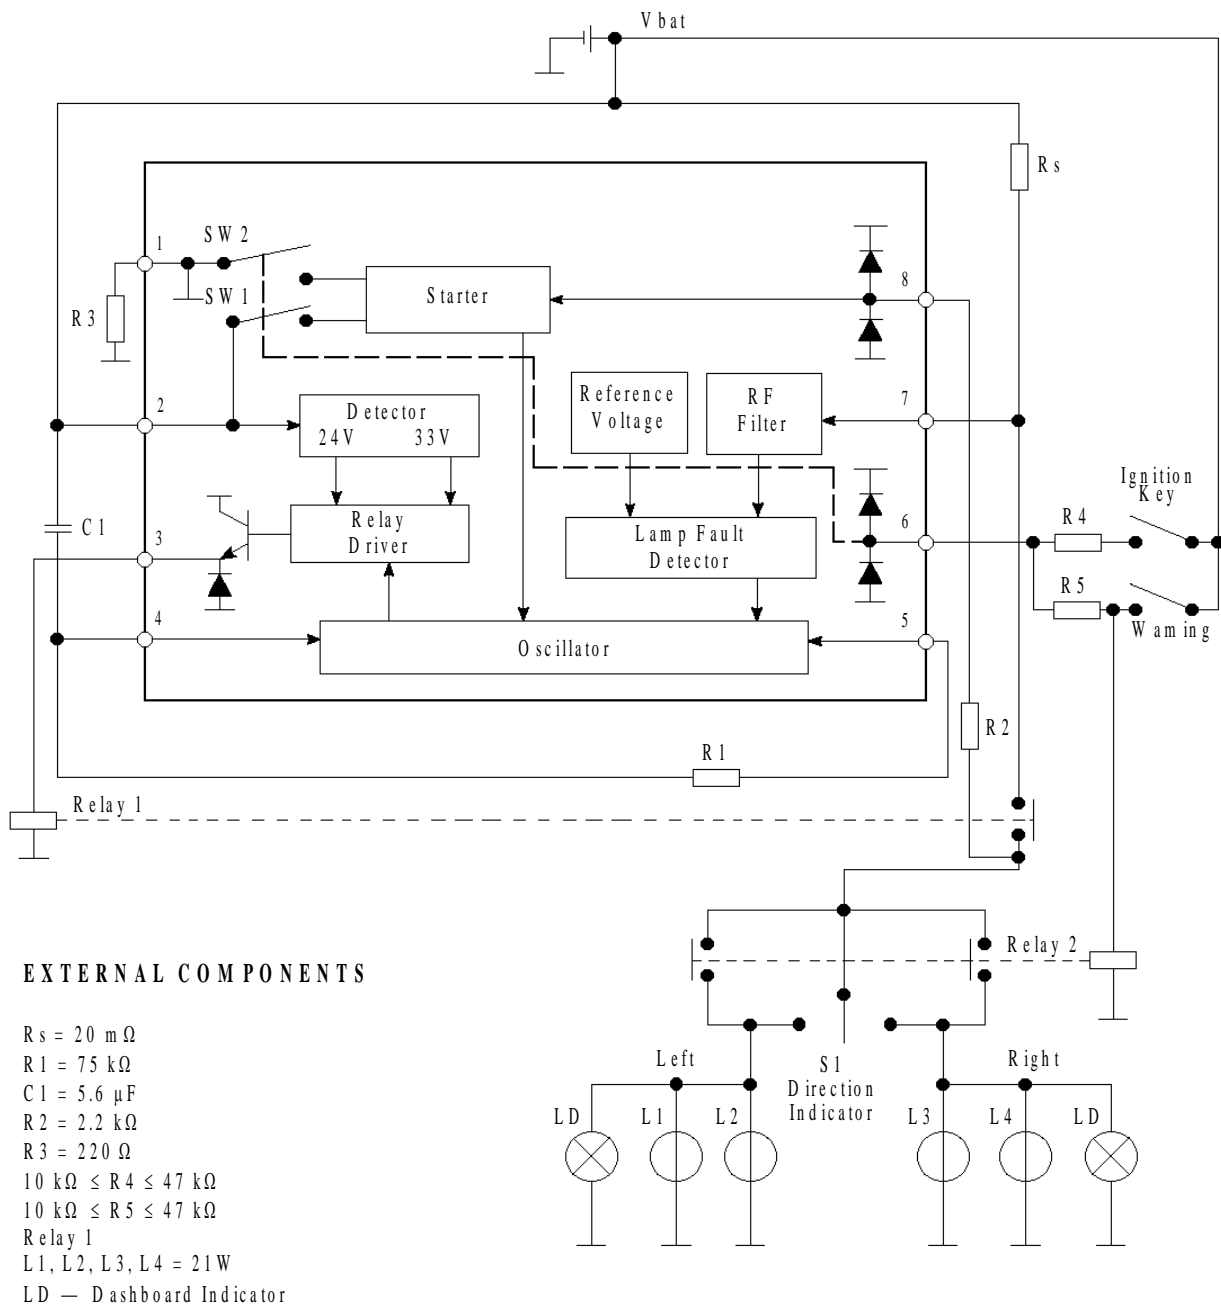 Vbat
Rs
1
SW2
SW1
R3
Starter
8
2
Detector
24V 33V
Reference
Voltage
RF
Filter
7
C1
3
Relay
Driver
Lamp Fault
Detector
6
Ignition
Key
R4
R5
Waming
4
Oscillator
5
R2
R1
Relay 1
Relay 2
EXTERNAL COMPONENTS
Rs = 20 mΩ
R1 = 75 kΩ
C1 = 5.6 µF
R2 = 2.2 kΩ
R3 = 220 Ω
10 kΩ ≤ R4 ≤ 47 kΩ
10 kΩ ≤ R5 ≤ 47 kΩ
Relay 1
L1, L2, L3, L4 = 21W
LD — Dashboard Indicator
Left
S1
Direction
Indicator
Right
LD
L1
L2
L3
L4
LD